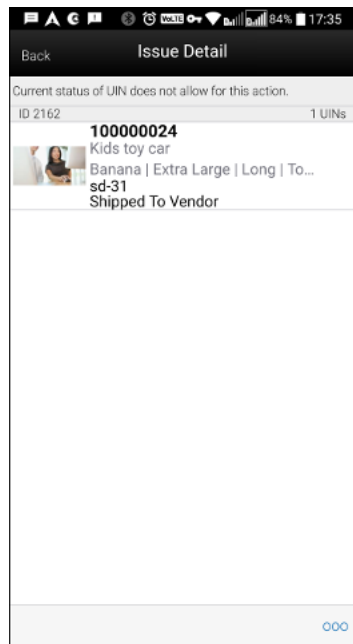 84% 17:35
Back Issue Detail
Current status of UIN does not allow for this action.
ID 2162 1 UINs
100000024
Kids toy car
Banana | Extra Large | Long | To...
sd-31
Shipped To Vendor